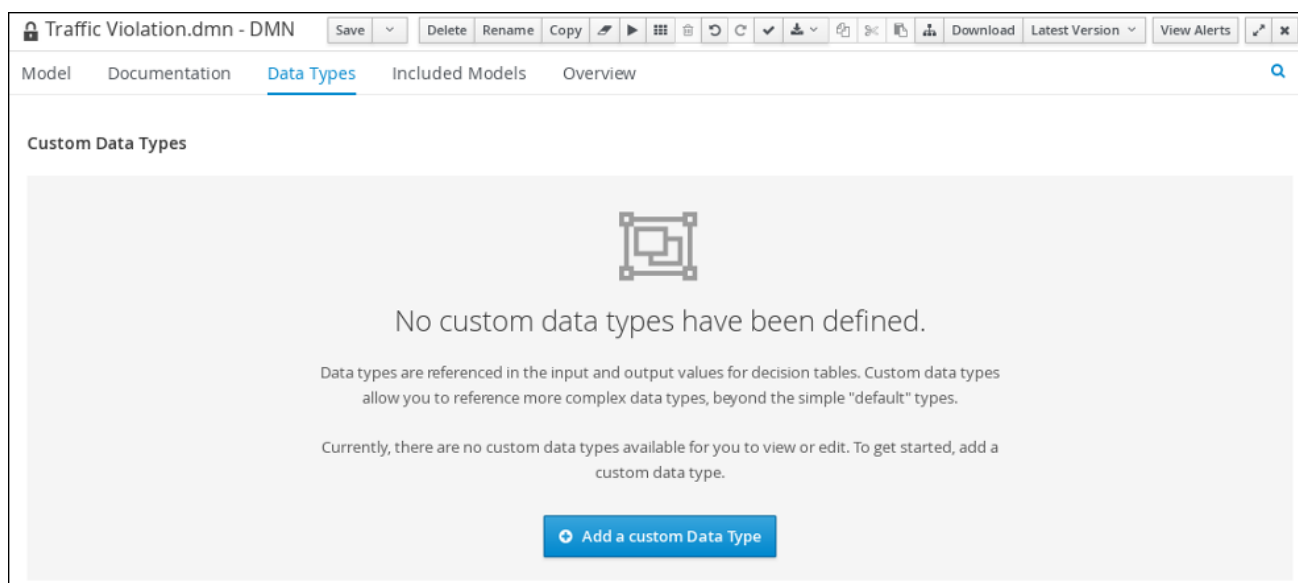 Traffic Violation.dmn - DMN Save Delete Rename Copy Download Latest Version View Alerts
Model Documentation Data Types Included Models Overview
Custom Data Types
No custom data types have been defined.
Data types are referenced in the input and output values for decision tables. Custom data types
allow you to reference more complex data types, beyond the simple "default" types.
Currently, there are no custom data types available for you to view or edit. To get started, add a
custom data type.
Add a custom Data Type